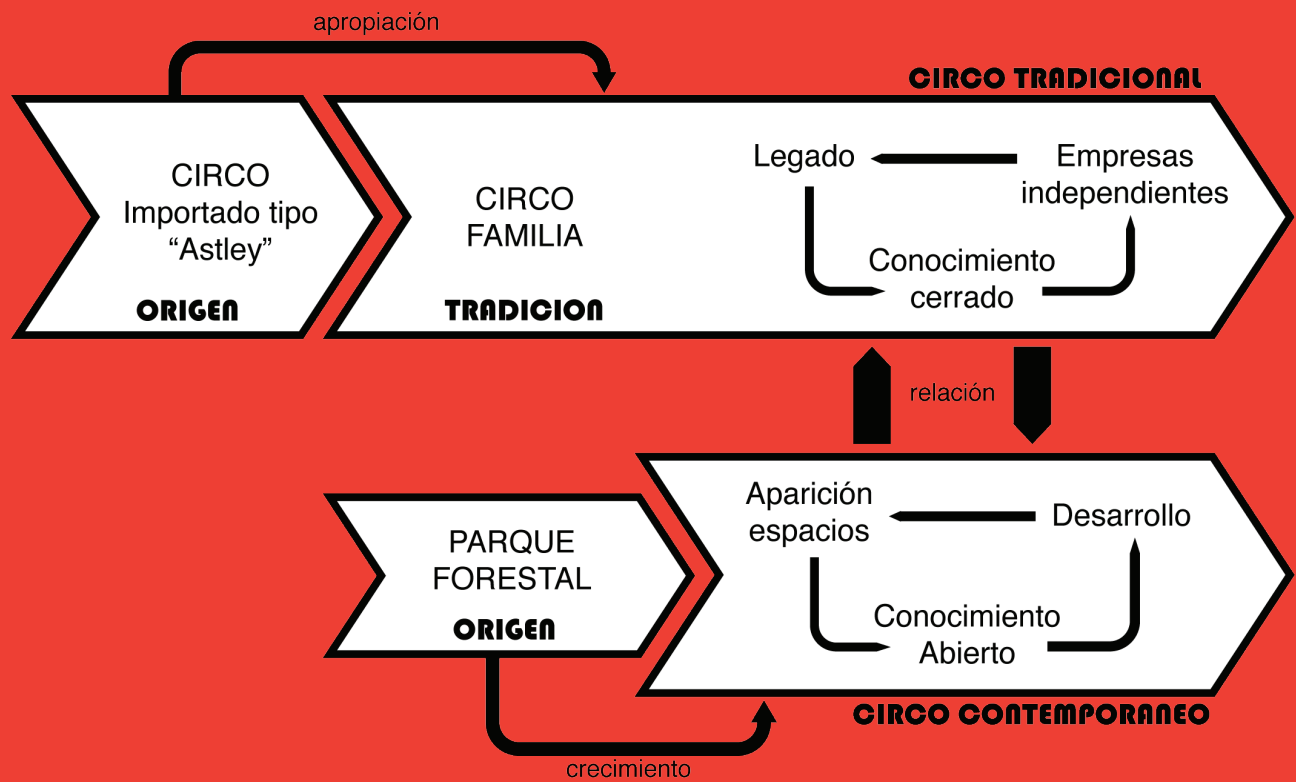 apropiación
CIRCO TRADICIONAL
CIRCO
Importado tipo
“Astley”
ORIGEN
CIRCO
FAMILIA
TRADICION
Legado
Empresas
independientes
Conocimiento
cerrado
relación
PARQUE
FORESTAL
ORIGEN
Aparición
espacios
Desarrollo
Conocimiento
Abierto
CIRCO CONTEMPORANEO
crecimiento